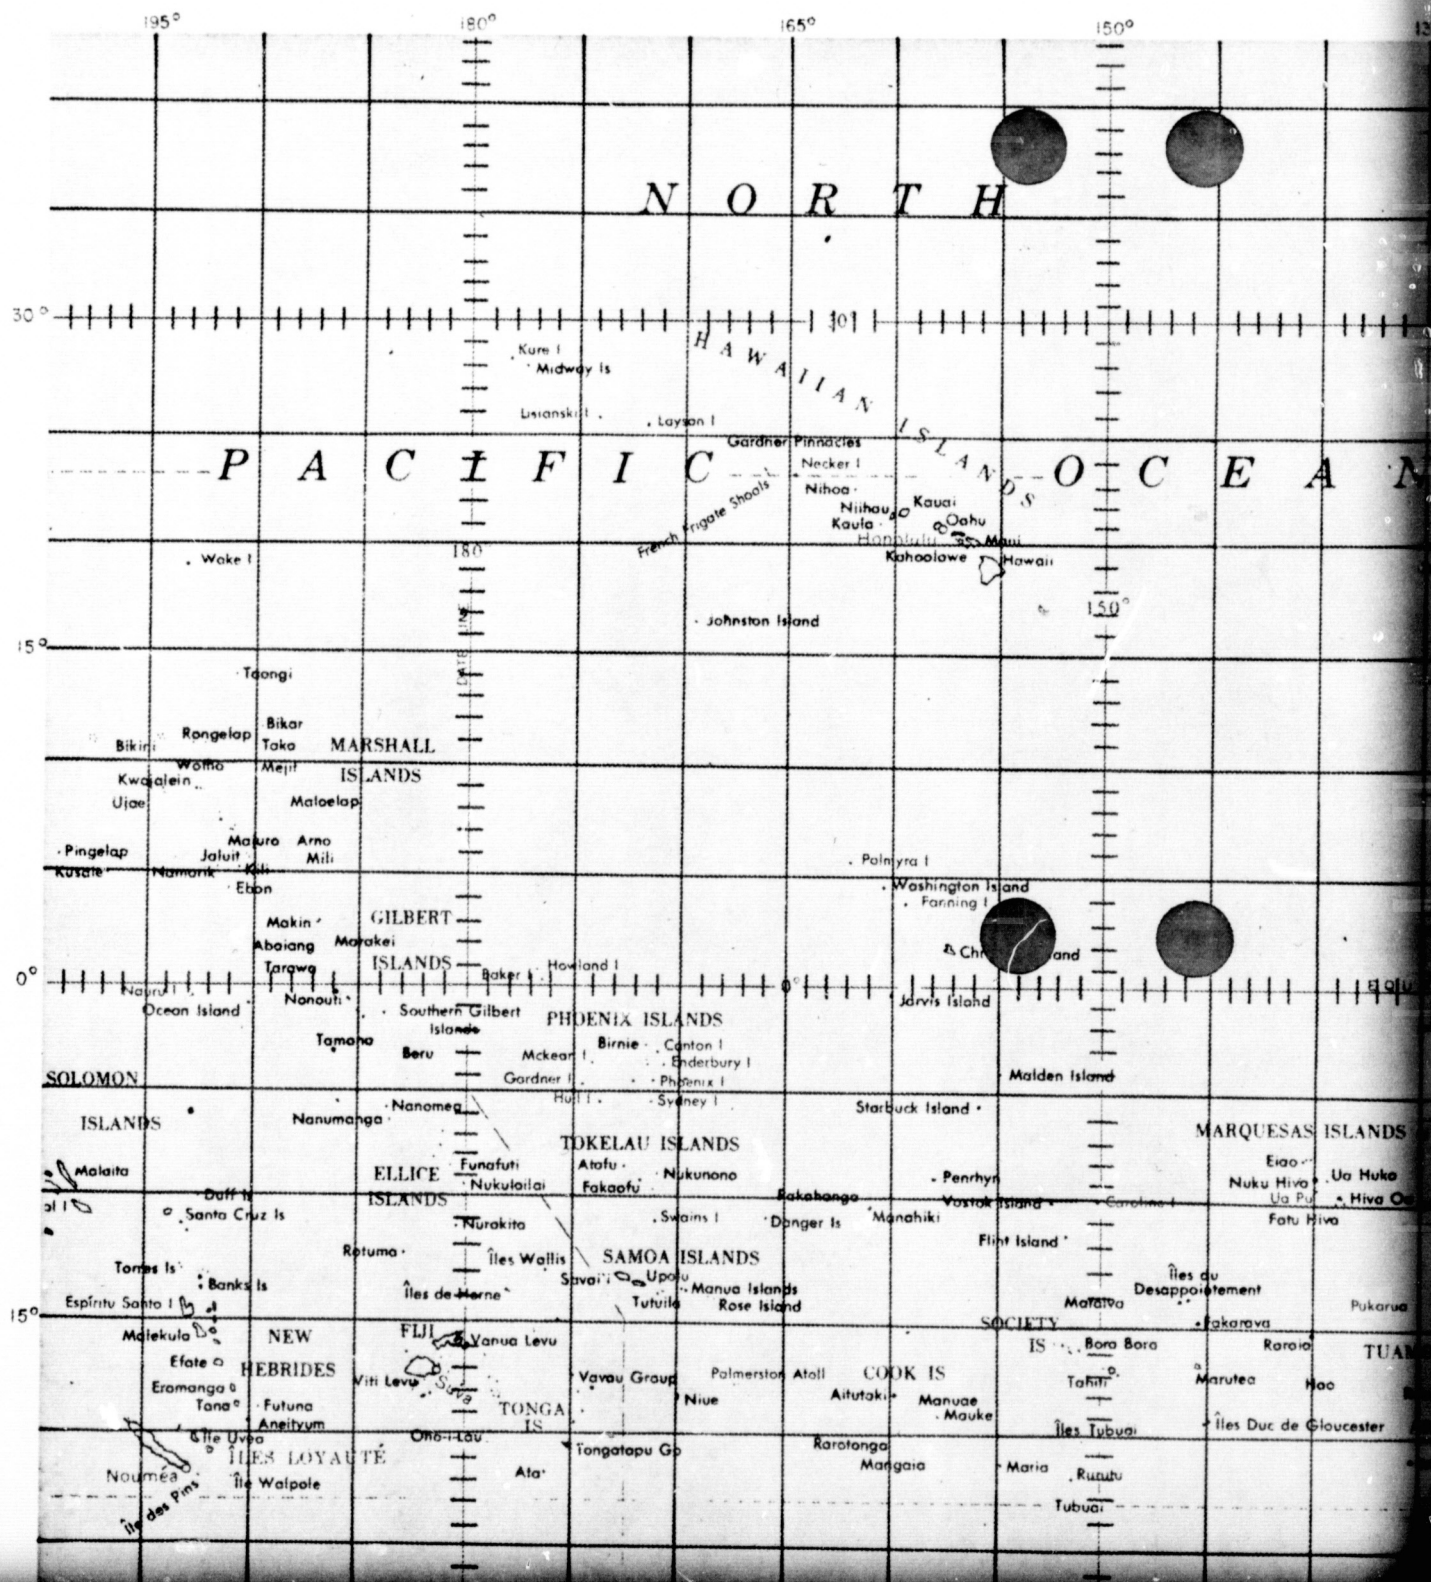 195°
180°
165°
150°
NORTH
30°
HAWAIIAN ISLANDS
Kure I
Midway Is
Lisianski I
Layson I
Gardner Pinnacles
PACIFIC OCEAN
Necker I
French Frigate Shoals
Nihoa
Kauai
Niihau
Oahu
Kaula
Honolulu
Maui
180°
Kahoolawe
Hawaii
Wake I
150°
DATE LINE
Johnston Island
15°
Taongi
Bikar
Rongelap
Bikini
Taka
MARSHALL
Wotho
Mejit
ISLANDS
Kwajalein
Ujae
Maloelap
Majuro
Arno
Pingelap
Jaluit
Mili
Palmyra I
Kusaie
Namorik
Kili
Ebon
Washington Island
Fanning I
Makin
GILBERT
Abaiang
Marakei
Tarawa
ISLANDS
Baker I
Howland I
0°
0°
Nauru I
Nonouti
Jarvis Island
Ocean Island
Southern Gilbert
Islands
PHOENIX ISLANDS
Tamana
Beru
Birnie
Canton I
Mckean I
Enderbury I
SOLOMON
Gardner I
Phoenix I
Malden Island
Hull I
Sydney I
Nanomea
Starbuck Island
ISLANDS
Nanumanga
MARQUESAS ISLANDS
TOKELAU ISLANDS
Malaita
ELLICE
Funafuti
Atafu
Nukunono
Penrhyn
Eiao
Ua Huka
Nukulailai
Fakaofu
Nuku Hiva
Duff Is
ISLANDS
Rakahanga
Vostok Island
Caroline I
Ua Pu
Santa Cruz Is
Nurakita
Swains I
Danger Is
Manahiki
Fatu Hiva
Flint Island
Rotuma
Îles Wallis
SAMOA ISLANDS
Torres Is
Banks Is
Savai'i
Upolu
Îles du
Désappointement
Îles de Horne
Manua Islands
Espíritu Santo I
Tutuila
Rose Island
Mataiva
Pukarua
15°
Malekula
NEW
FIJI
Vanua Levu
SOCIETY
Fakarava
IS
Bora Bora
Raroia
Efate
HEBRIDES
Viti Levu
Suva
Vavau Group
Palmerston Atoll
COOK IS
Tahiti
Marutea
Hao
Eromanga
Niue
Aitutaki
Manuae
Tana
Futuna
TONGA
IS
Mauke
Aneityum
Ono-i-Lau
Îles Tubuai
Îles Duc de Gloucester
Île Uvea
ÎLES LOYAUTÉ
Tongatapu Gp
Rarotonga
Nouméa
Île Walpole
Ata
Mangaia
Maria
Rurutu
Île des Pins
Tubuai